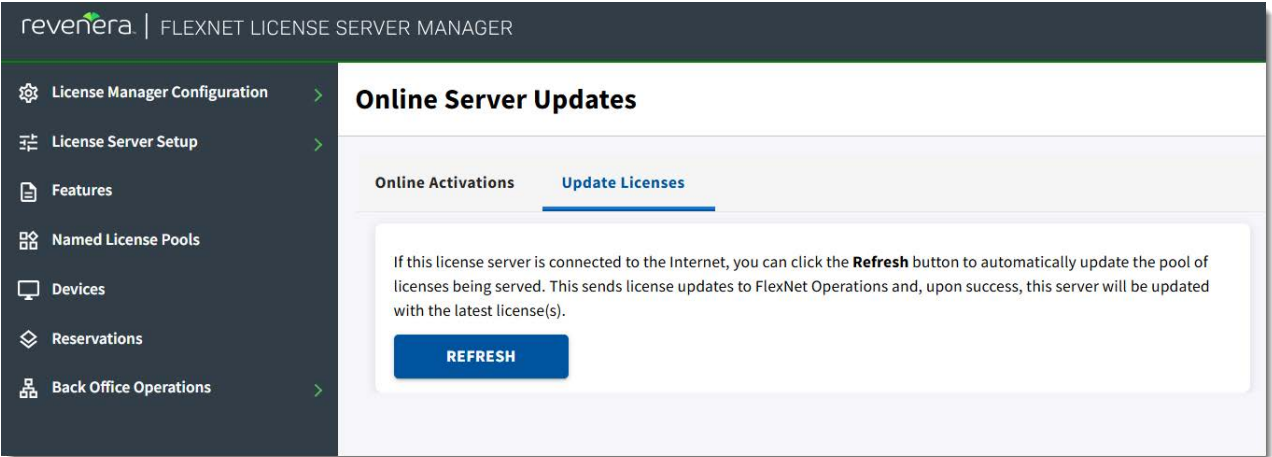 revenera. | FLEXNET LICENSE SERVER MANAGER
License Manager Configuration
License Server Setup
Features
Named License Pools
Devices
Reservations
Back Office Operations
Online Server Updates
Online Activations
Update Licenses
If this license server is connected to the Internet, you can click the Refresh button to automatically update the pool of
licenses being served. This sends license updates to FlexNet Operations and, upon success, this server will be updated
with the latest license(s).
REFRESH